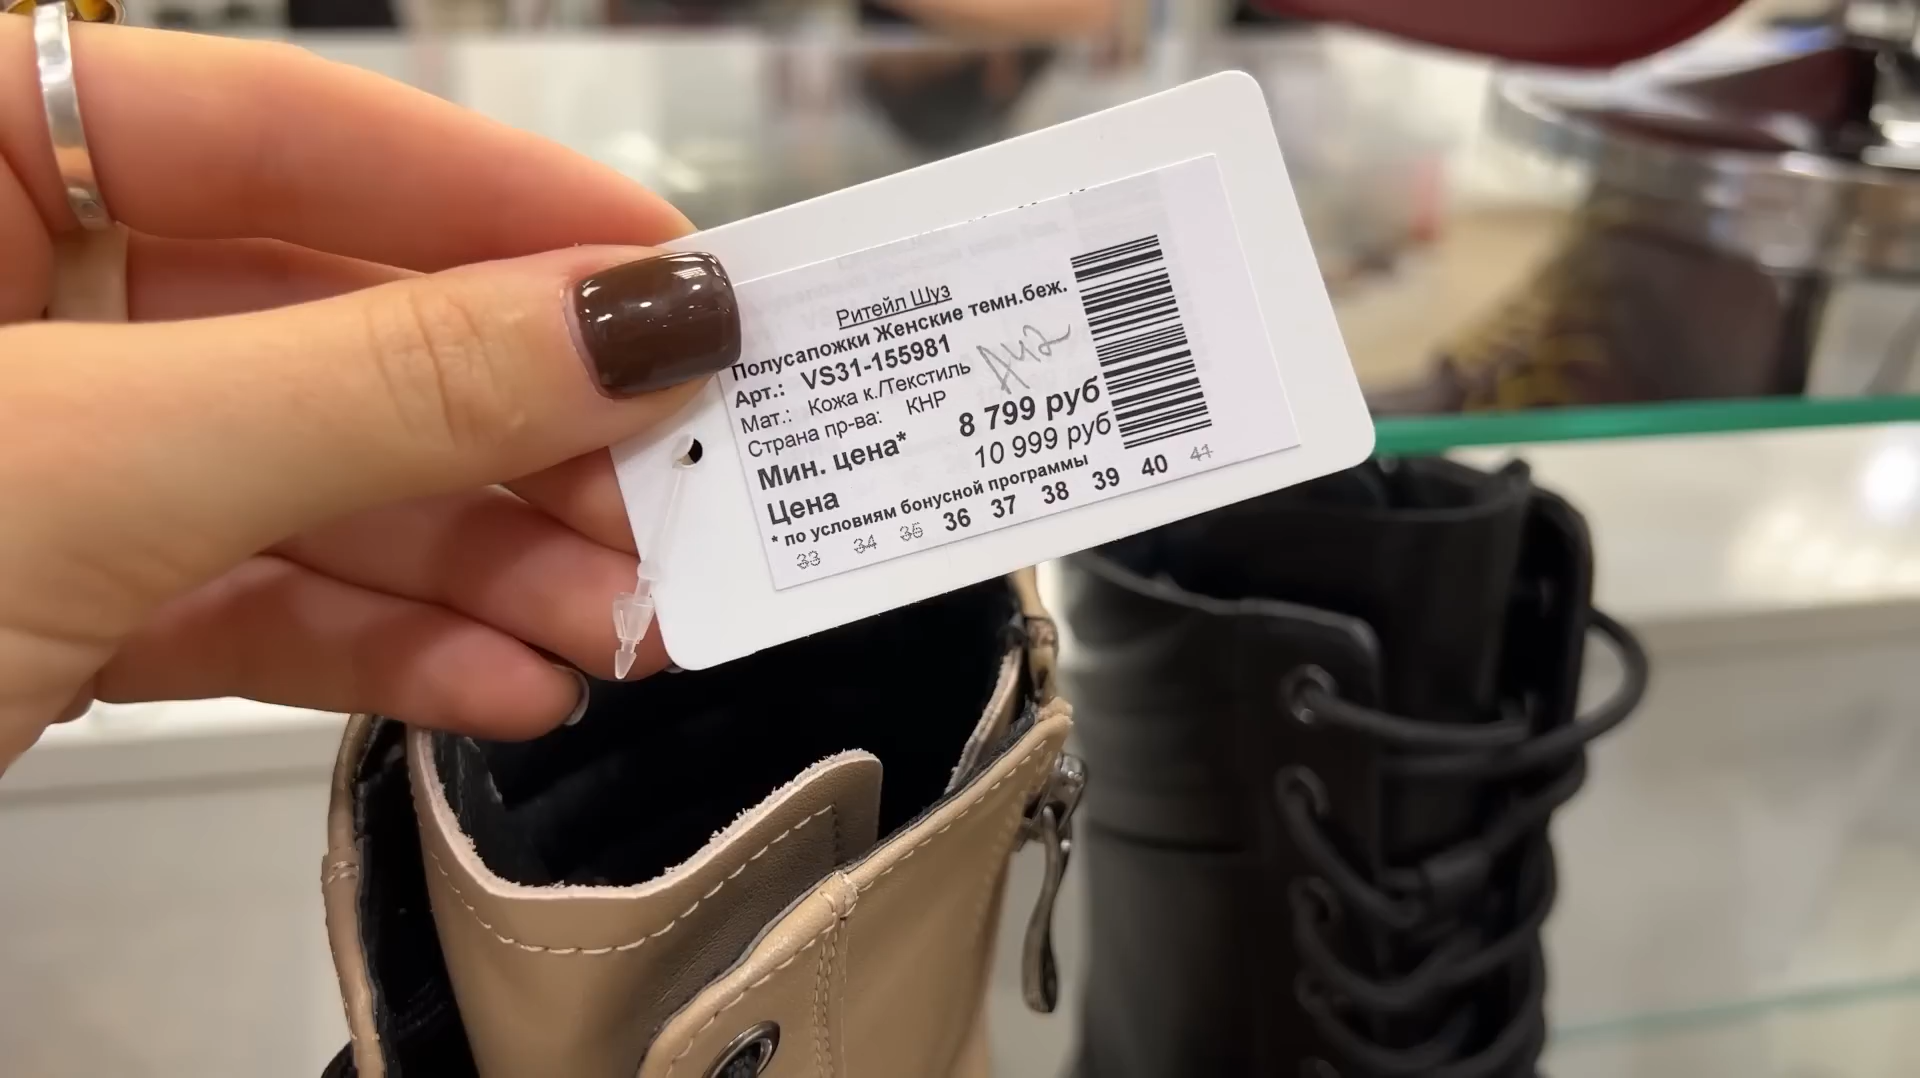 Ритейл Шуз
Полусапожки Женские темн.беж.
Арт.: VS31-155981
Мат.: Кожа к./Текстиль
Страна пр-ва: КНР
Мин. цена* 8 799 руб
Цена 10 999 руб
* по условиям бонусной программы
33 34 35 36 37 38 39 40 41